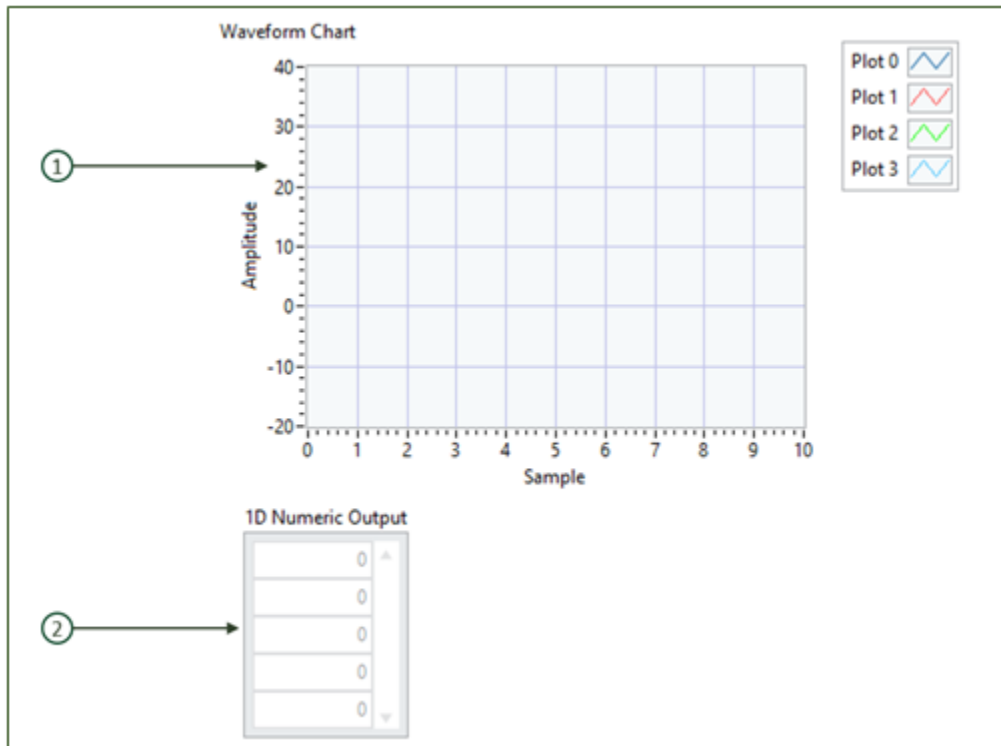 Waveform Chart
Plot 0
Plot 1
Plot 2
Plot 3
40
30
20
10
0
-10
-20
Amplitude
0 1 2 3 4 5 6 7 8 9 10
Sample
1
1D Numeric Output
0
0
0
0
0
2